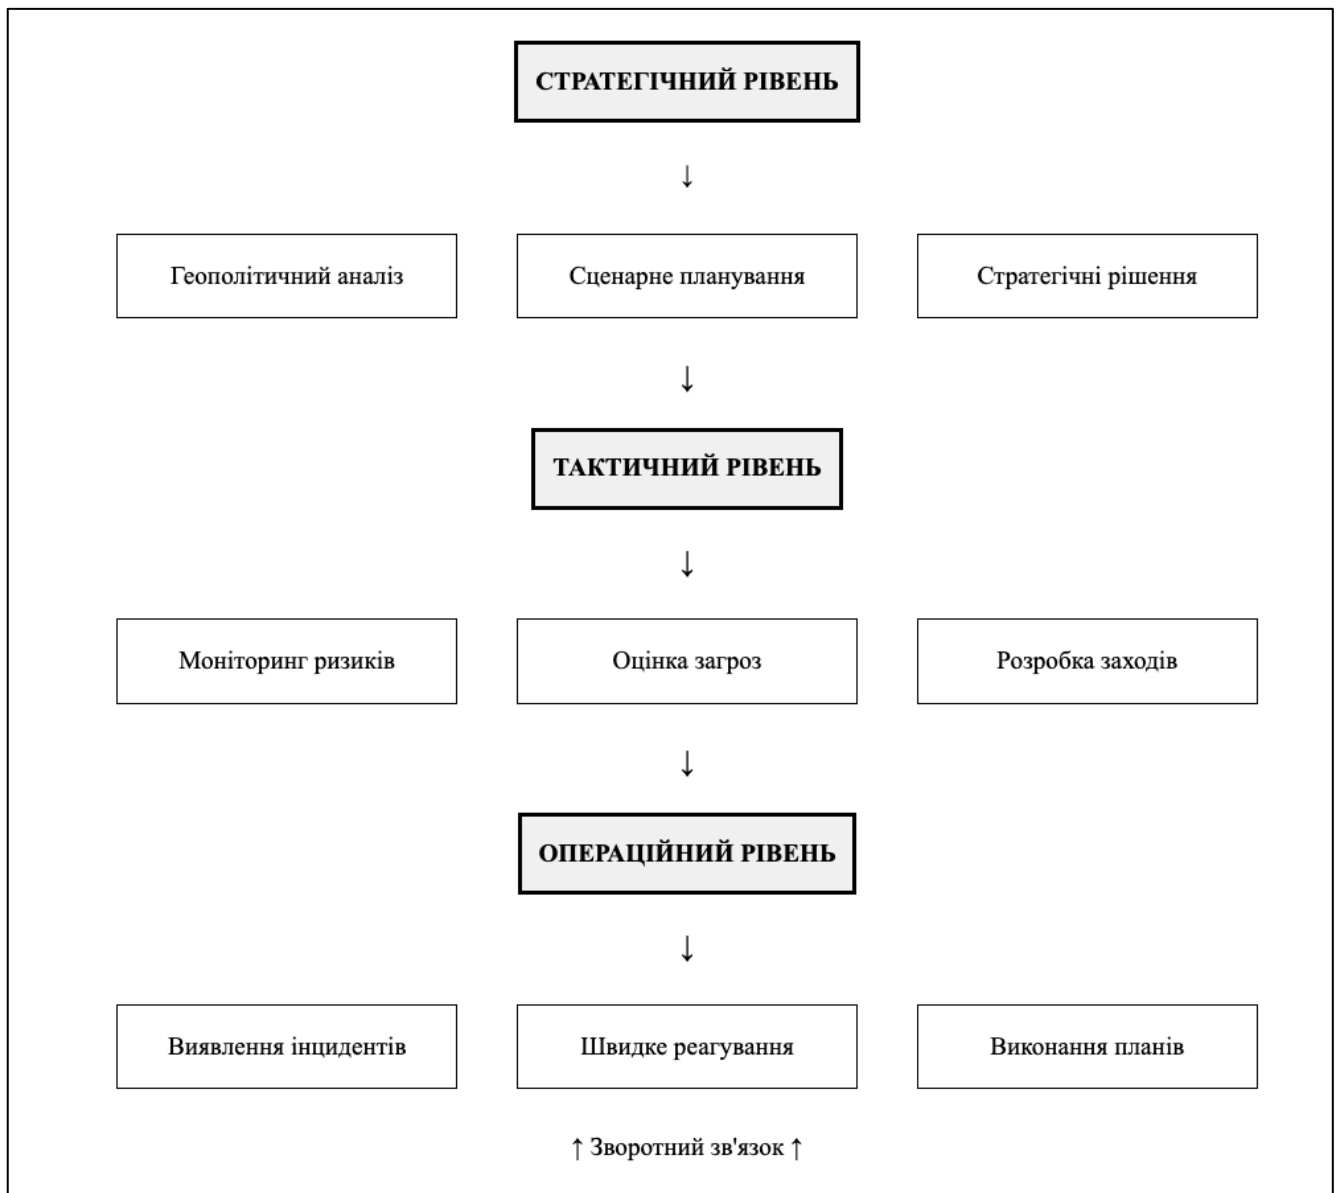 СТРАТЕГІЧНИЙ РІВЕНЬ
↓
Геополітичний аналіз
Сценарне планування
Стратегічні рішення
↓
ТАКТИЧНИЙ РІВЕНЬ
↓
Моніторинг ризиків
Оцінка загроз
Розробка заходів
↓
ОПЕРАЦІЙНИЙ РІВЕНЬ
↓
Виявлення інцидентів
Швидке реагування
Виконання планів
↑ Зворотний зв'язок ↑